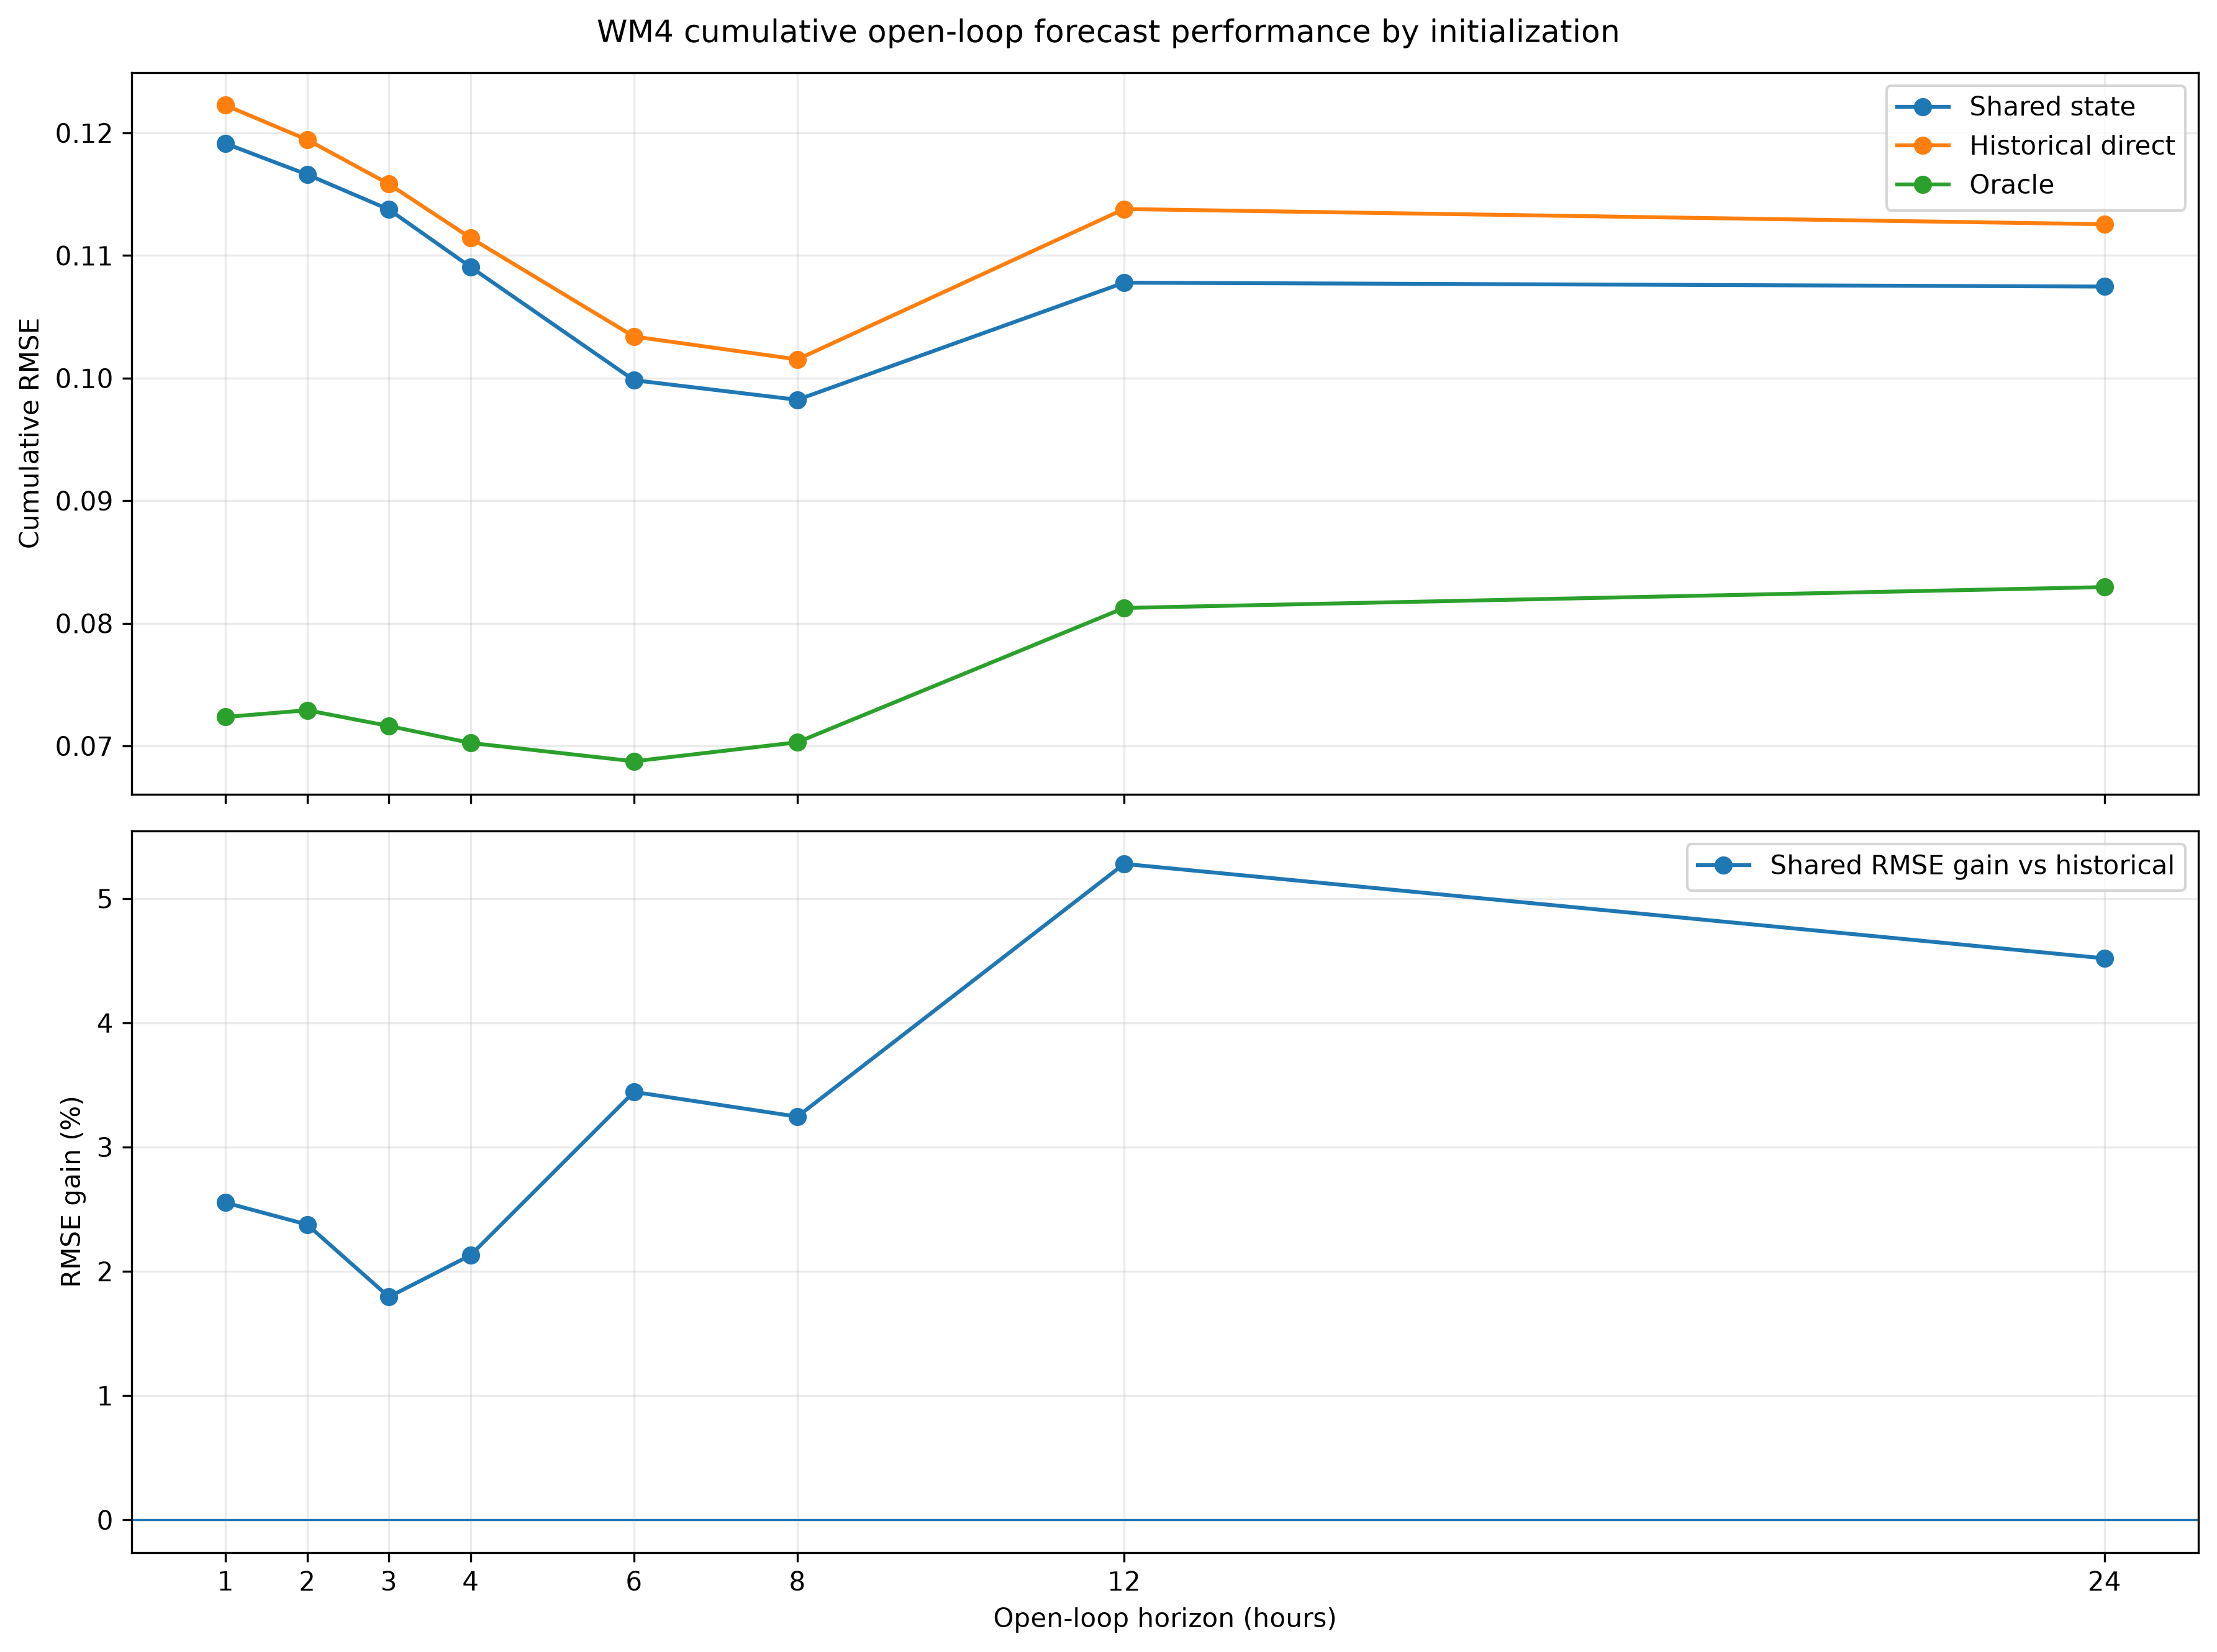 WM4 cumulative open-loop forecast performance by initialization
Shared state
Historical direct
Oracle
0.12
0.11
0.10
0.09
0.08
0.07
Cumulative RMSE
Shared RMSE gain vs historical
5
4
3
2
1
0
RMSE gain (%)
1 2 3 4 6 8 12 24
Open-loop horizon (hours)